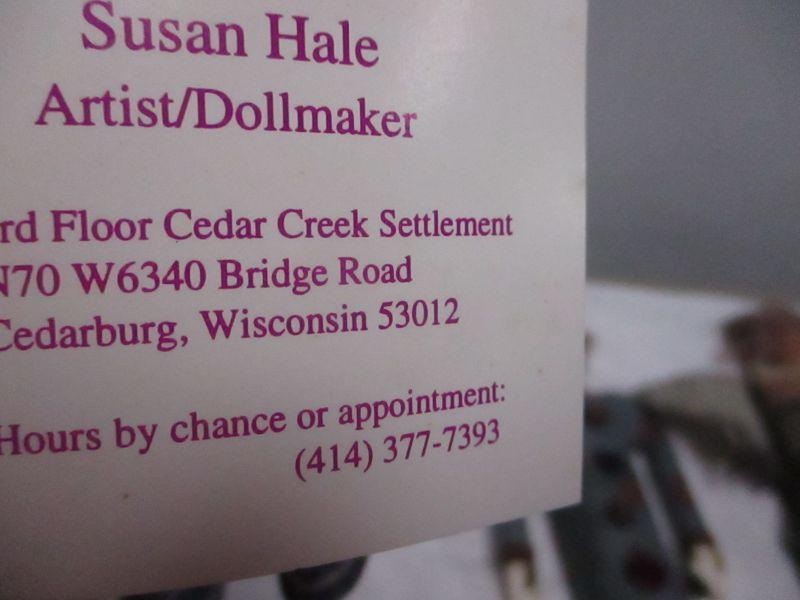 Susan Hale
Artist/Dollmaker
rd Floor Cedar Creek Settlement
N70 W6340 Bridge Road
Cedarburg, Wisconsin 53012
Hours by chance or appointment:
(414) 377-7393